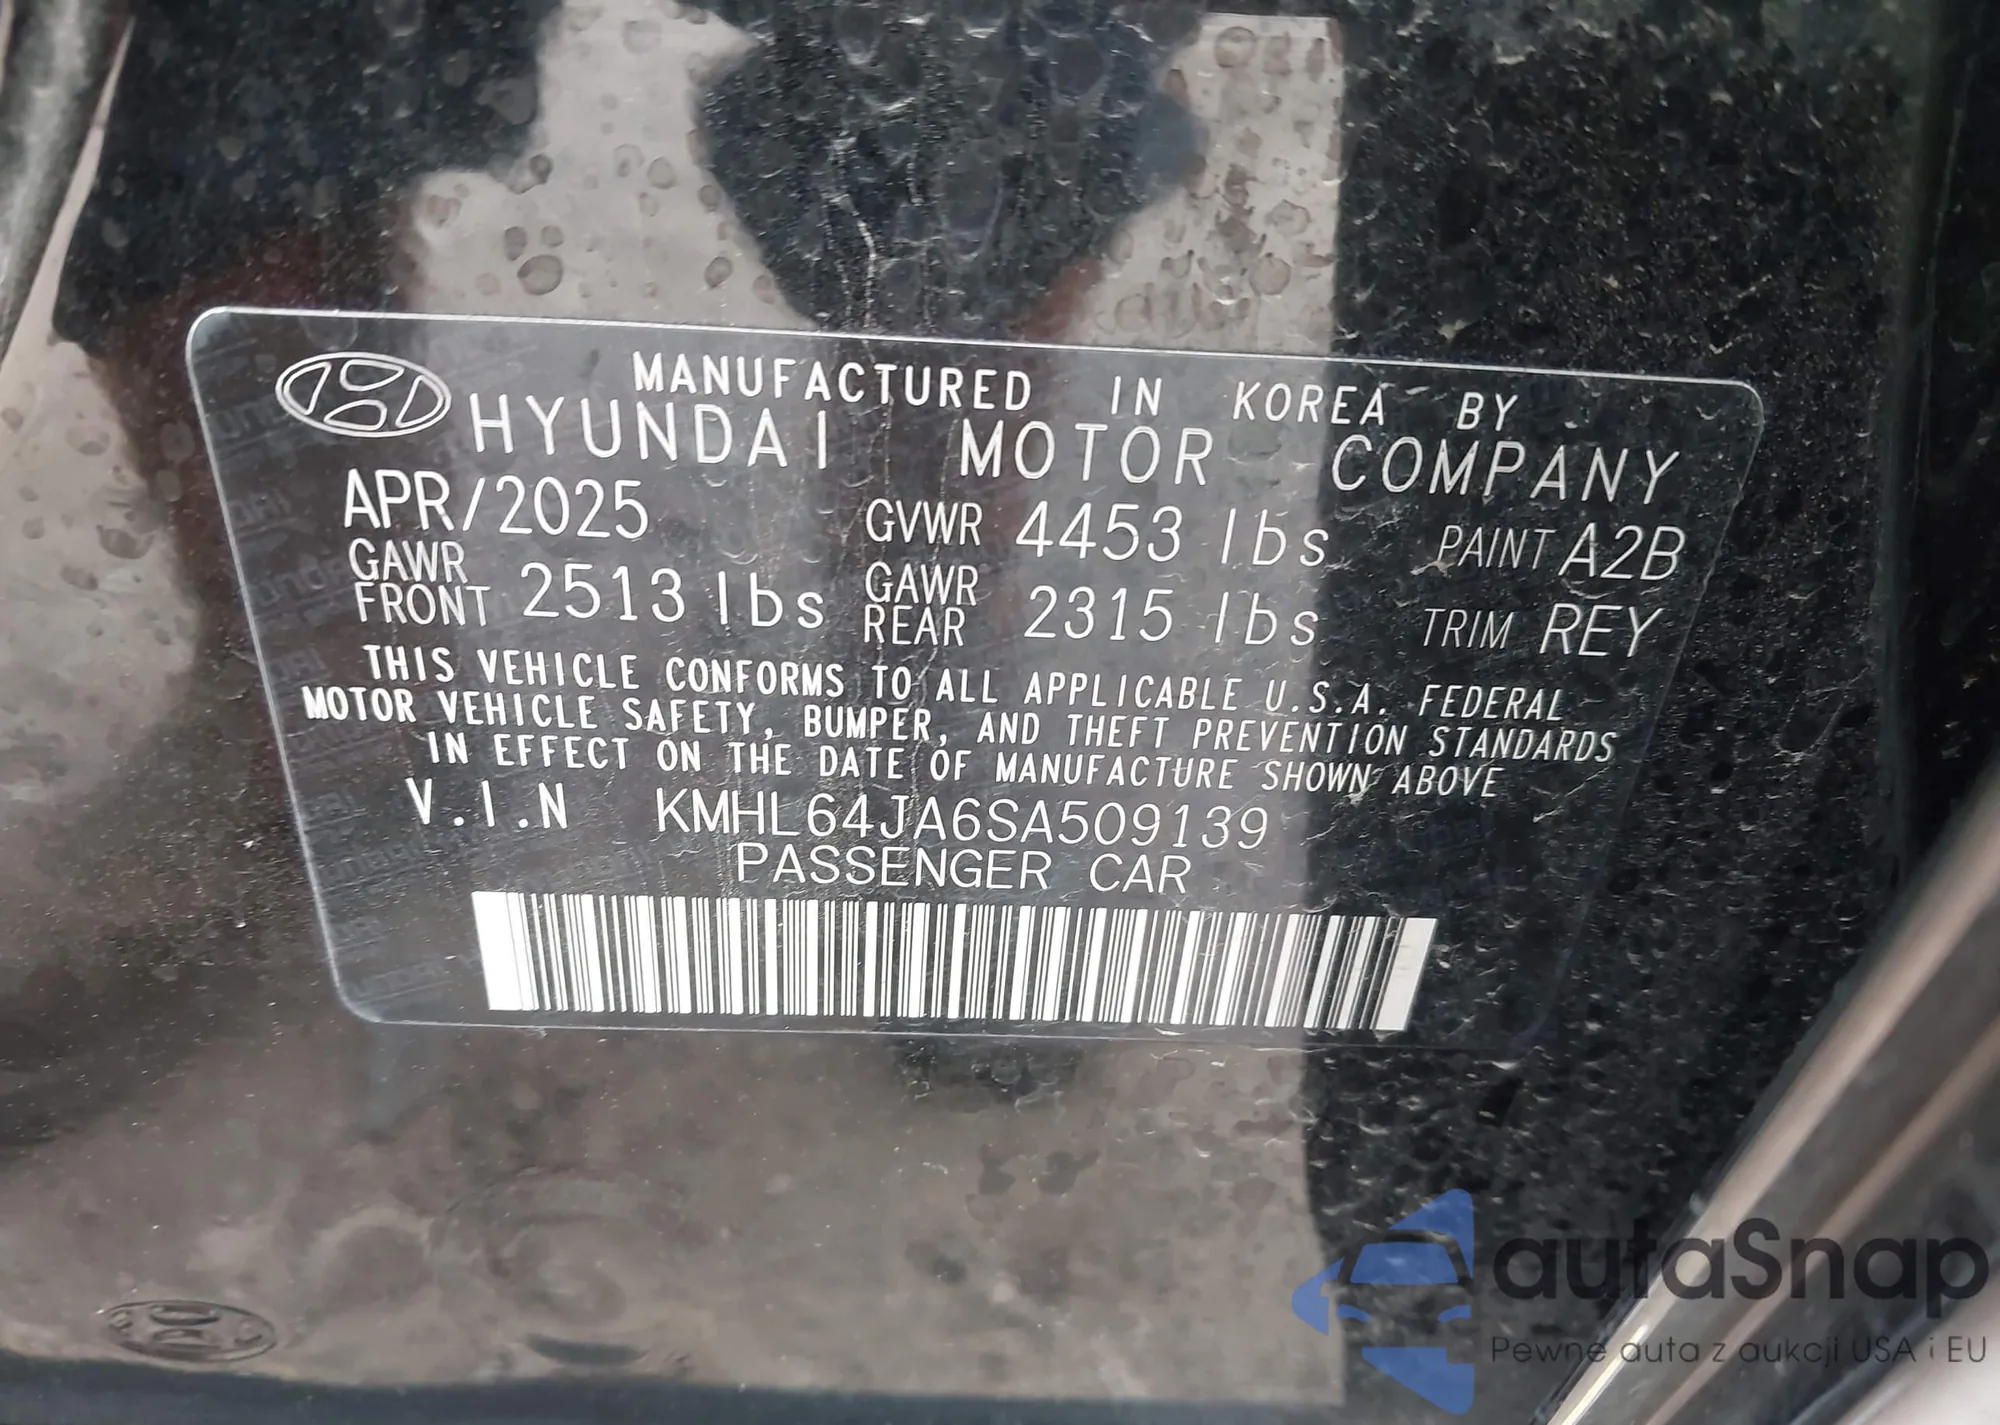 MANUFACTURED IN KOREA BY
HYUNDAI MOTOR COMPANY
APR/2025 GVWR 4453 lbs PAINT A2B
GAWR FRONT 2513 lbs GAWR REAR 2315 lbs TRIM REY
THIS VEHICLE CONFORMS TO ALL APPLICABLE U.S.A. FEDERAL
MOTOR VEHICLE SAFETY, BUMPER, AND THEFT PREVENTION STANDARDS
IN EFFECT ON THE DATE OF MANUFACTURE SHOWN ABOVE
V.I.N KMHL64JA6SA509139
PASSENGER CAR
autaSnap
Pewne auta z aukcji USA i EU